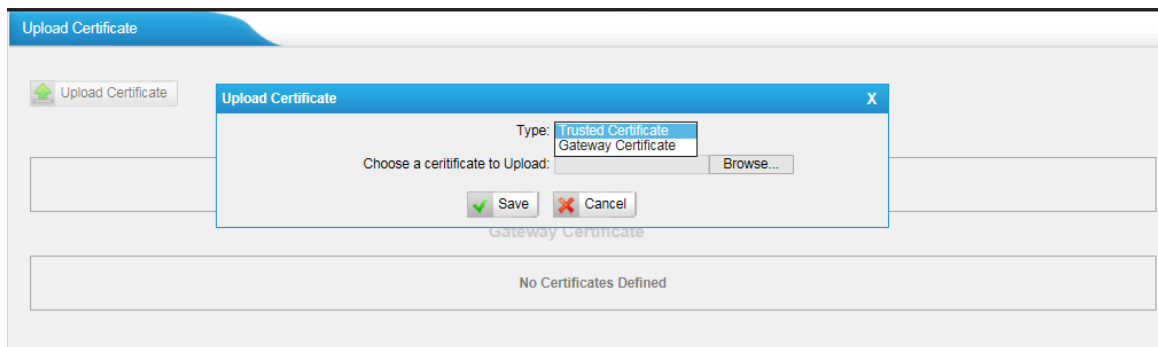 Upload Certificate
Upload Certificate
Upload Certificate X
Type: Trusted Certificate
Gateway Certificate
Choose a ceritificate to Upload: Browse...
Save Cancel
Gateway Certificate
No Certificates Defined